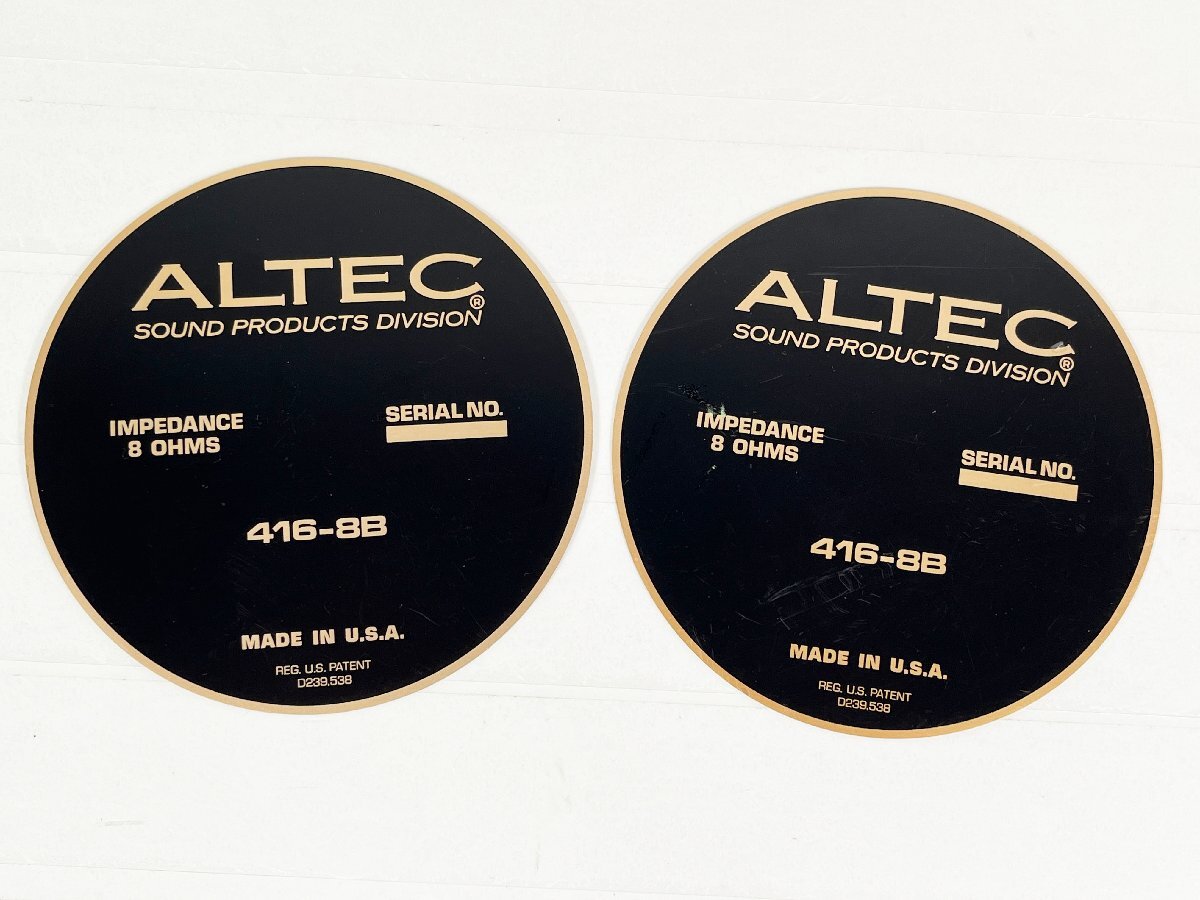 ALTEC®
SOUND PRODUCTS DIVISION
IMPEDANCE
8 OHMS
SERIAL NO.
416-8B
MADE IN U.S.A.
REG. U.S. PATENT
D239,538
ALTEC®
SOUND PRODUCTS DIVISION
IMPEDANCE
8 OHMS
SERIAL NO.
416-8B
MADE IN U.S.A.
REG. U.S. PATENT
D239,538